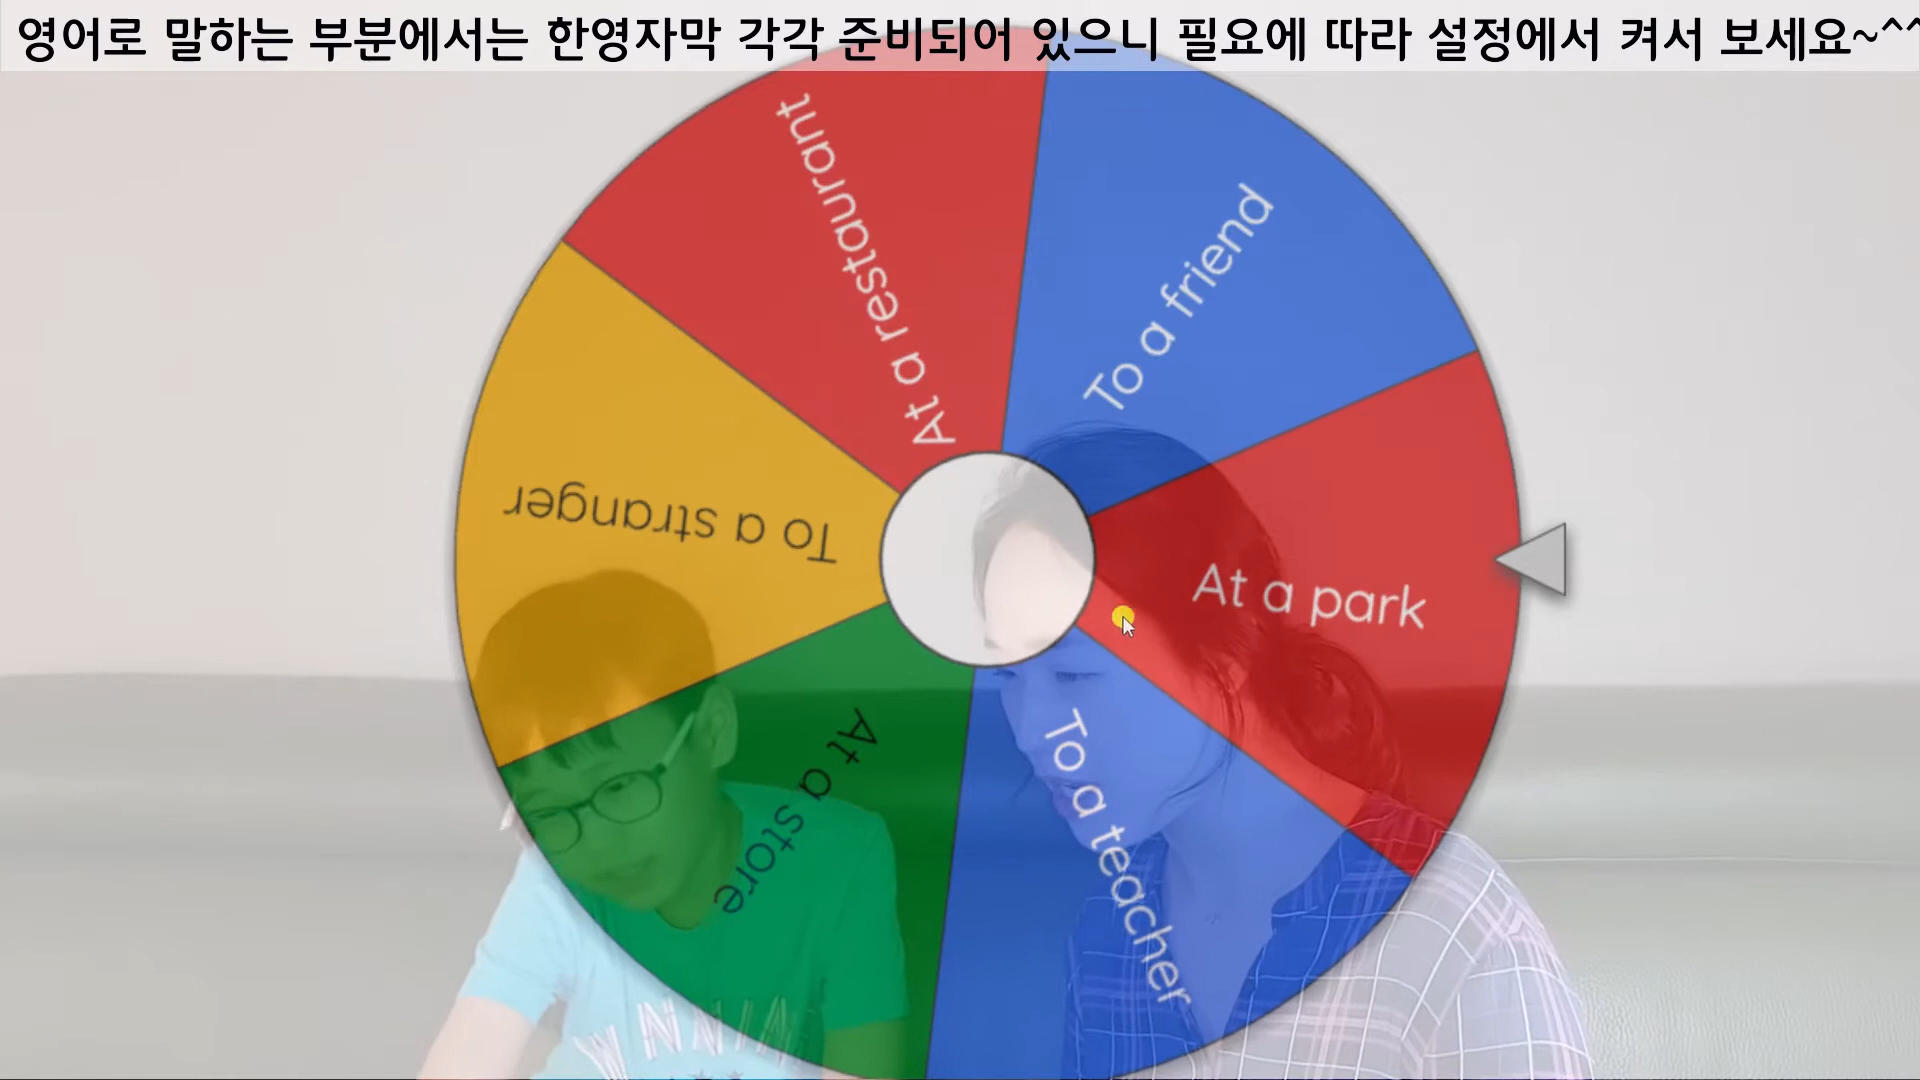 영어로 말하는 부분에서는 한영자막 각각 준비되어 있으니 필요에 따라 설정에서 켜서 보세요~^^
At a restaurant
To a friend
To a stranger
At a park
At a store
To a teacher